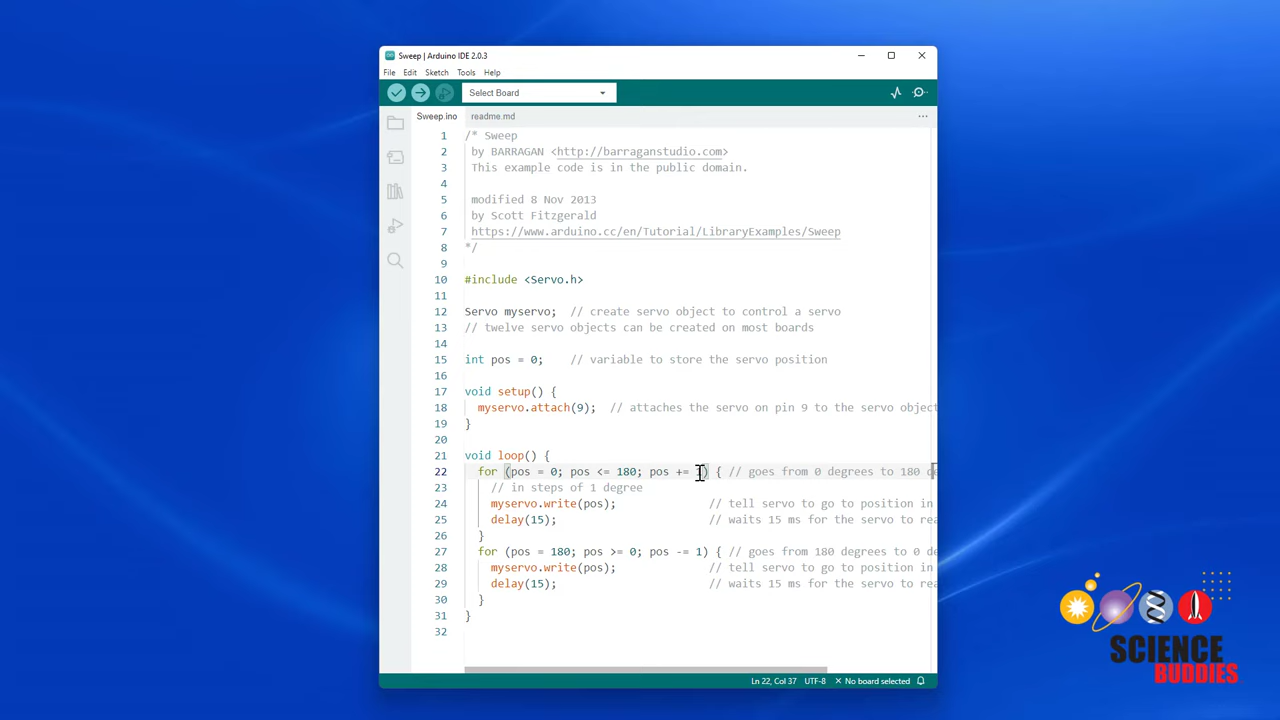 Sweep | Arduino IDE 2.0.3
File Edit Sketch Tools Help
Select Board
Sweep.ino readme.md
1 /* Sweep
2 by BARRAGAN <http://barraganstudio.com>
3 This example code is in the public domain.
4
5 modified 8 Nov 2013
6 by Scott Fitzgerald
7 https://www.arduino.cc/en/Tutorial/LibraryExamples/Sweep
8 */
9
10 #include <Servo.h>
11
12 Servo myservo; // create servo object to control a servo
13 // twelve servo objects can be created on most boards
14
15 int pos = 0; // variable to store the servo position
16
17 void setup() {
18 myservo.attach(9); // attaches the servo on pin 9 to the servo object
19 }
20
21 void loop() {
22 for (pos = 0; pos <= 180; pos += 1) { // goes from 0 degrees to 180 de
23 // in steps of 1 degree
24 myservo.write(pos); // tell servo to go to position in
25 delay(15); // waits 15 ms for the servo to rea
26 }
27 for (pos = 180; pos >= 0; pos -= 1) { // goes from 180 degrees to 0 de
28 myservo.write(pos); // tell servo to go to position in
29 delay(15); // waits 15 ms for the servo to rea
30 }
31 }
32
Ln 22, Col 37 UTF-8 No board selected
SCIENCE
BUDDIES